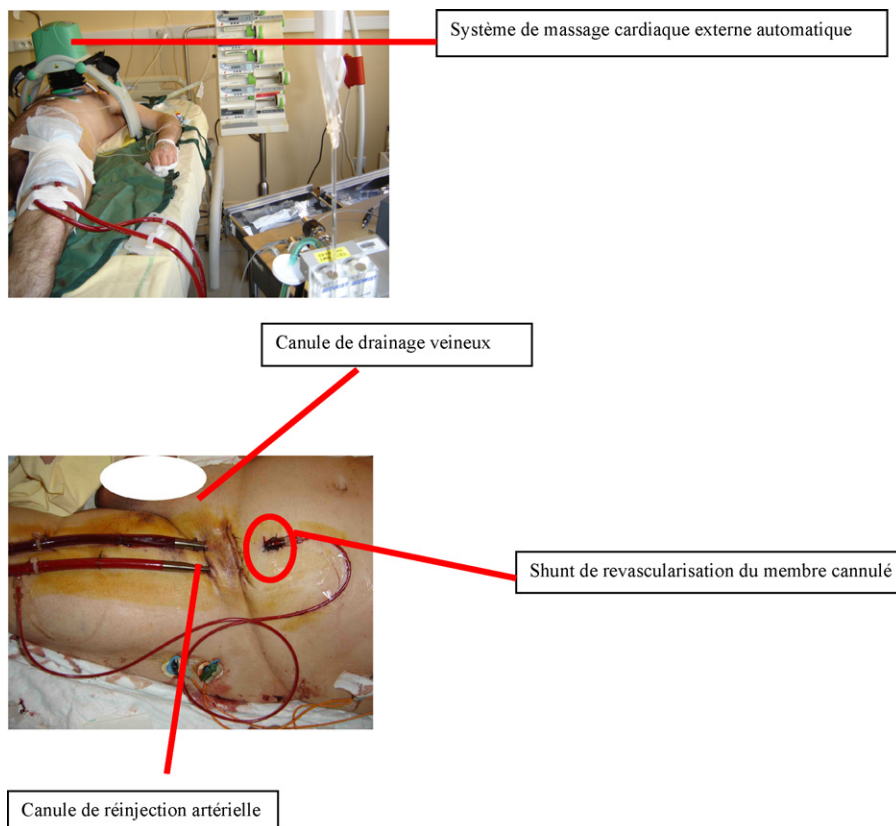 Système de massage cardiaque externe automatique
Canule de drainage veineux
Shunt de revascularisation du membre cannulé
Canule de réinjection artérielle